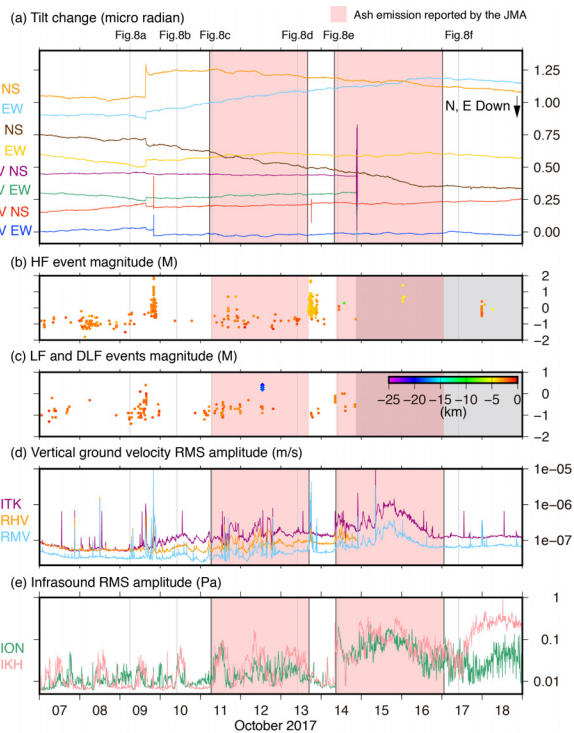 (a) Tilt change (micro radian)
Ash emission reported by the JMA
Fig.8a Fig.8b Fig.8c Fig.8d Fig.8e Fig.8f
NS
EW
NS
EW
V NS
V EW
V NS
V EW
N, E Down
1.25
1.00
0.75
0.50
0.25
0.00
(b) HF event magnitude (M)
2
1
0
−1
−2
(c) LF and DLF events magnitude (M)
1
0
−1
−2
−25 −20 −15 −10 −5 0
(km)
(d) Vertical ground velocity RMS amplitude (m/s)
ITK
RHV
RMV
1e−05
1e−06
1e−07
(e) Infrasound RMS amplitude (Pa)
ION
IKH
1
0.1
0.01
07 08 09 10 11 12 13 14 15 16 17 18
October 2017